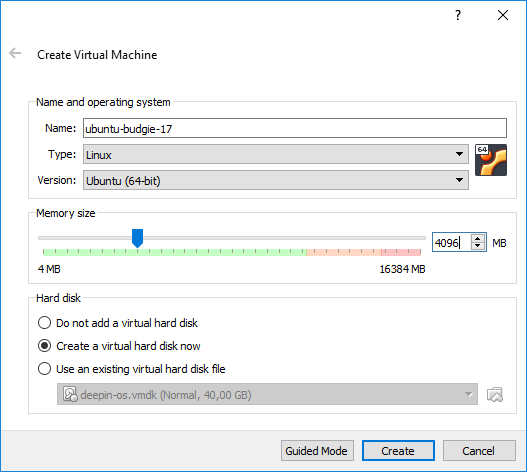 ?
Create Virtual Machine
Name and operating system
Name: ubuntu-budgie-17
Type: Linux
64
Version: Ubuntu (64-bit)
Memory size
4096 MB
4 MB 16384 MB
Hard disk
Do not add a virtual hard disk
Create a virtual hard disk now
Use an existing virtual hard disk file
deepin-os.vmdk (Normal, 40,00 GB)
Guided Mode Create Cancel